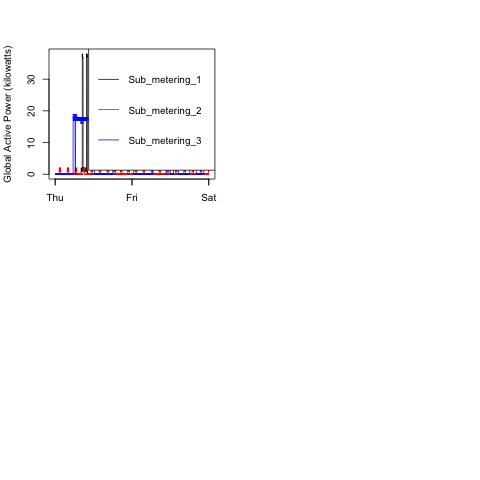 Global Active Power (kilowatts)
30
20
10
0
Sub_metering_1
Sub_metering_2
Sub_metering_3
Thu
Fri
Sat